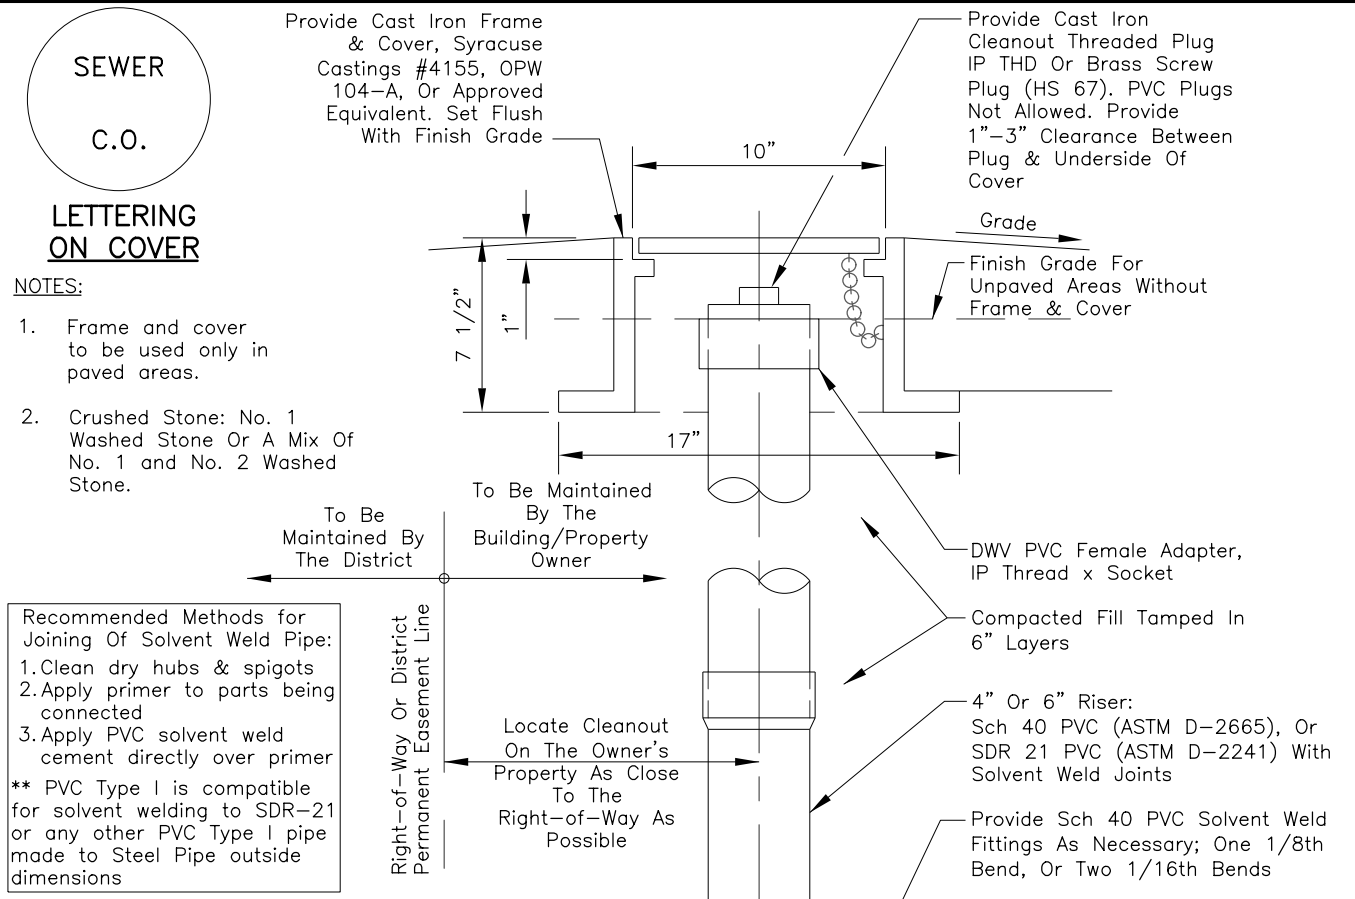 SEWER
C.O.
LETTERING
ON COVER
NOTES:
1. Frame and cover
to be used only in
paved areas.
2. Crushed Stone: No. 1
Washed Stone Or A Mix Of
No. 1 and No. 2 Washed
Stone.
Provide Cast Iron Frame
& Cover, Syracuse
Castings #4155, OPW
104-A, Or Approved
Equivalent. Set Flush
With Finish Grade
10"
Provide Cast Iron
Cleanout Threaded Plug
IP THD Or Brass Screw
Plug (HS 67). PVC Plugs
Not Allowed. Provide
1"-3" Clearance Between
Plug & Underside Of
Cover
Grade
Finish Grade For
Unpaved Areas Without
Frame & Cover
7 1/2"
1"
17"
To Be
Maintained By
The District
To Be Maintained
By The
Building/Property
Owner
DWV PVC Female Adapter,
IP Thread x Socket
Compacted Fill Tamped In
6" Layers
Recommended Methods for
Joining Of Solvent Weld Pipe:
1. Clean dry hubs & spigots
2. Apply primer to parts being
connected
3. Apply PVC solvent weld
cement directly over primer
** PVC Type I is compatible
for solvent welding to SDR-21
or any other PVC Type I pipe
made to Steel Pipe outside
dimensions
Right-of-Way Or District
Permanent Easement Line
Locate Cleanout
On The Owner's
Property As Close
To The
Right-of-Way As
Possible
4" Or 6" Riser:
Sch 40 PVC (ASTM D-2665), Or
SDR 21 PVC (ASTM D-2241) With
Solvent Weld Joints
Provide Sch 40 PVC Solvent Weld
Fittings As Necessary; One 1/8th
Bend, Or Two 1/16th Bends